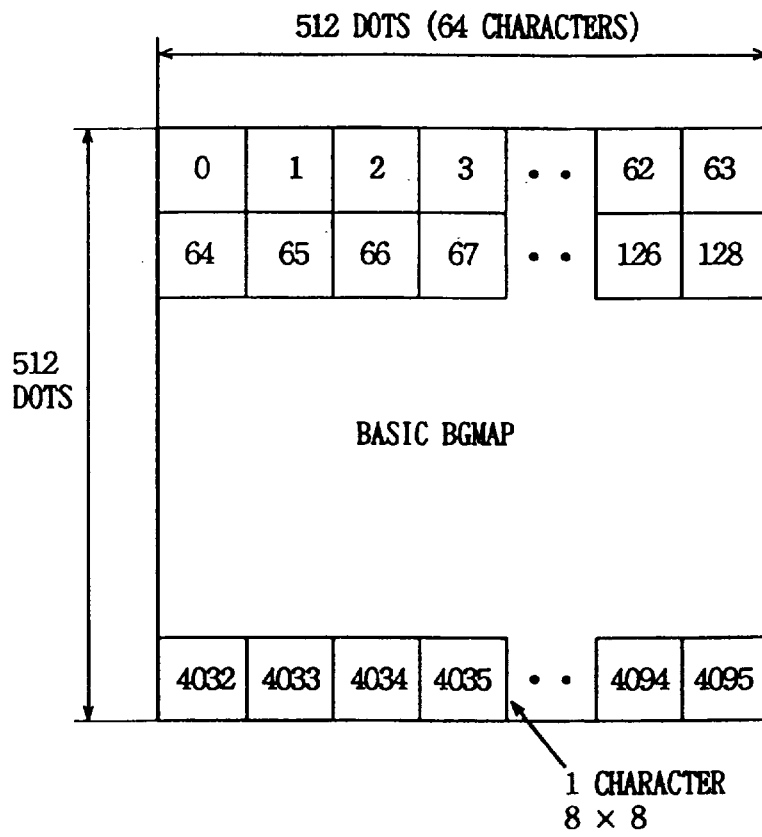 512 DOTS (64 CHARACTERS)
0 1 2 3 • • 62 63
64 65 66 67 • • 126 128
512
DOTS
BASIC BGMAP
4032 4033 4034 4035 • • 4094 4095
1 CHARACTER
8 × 8